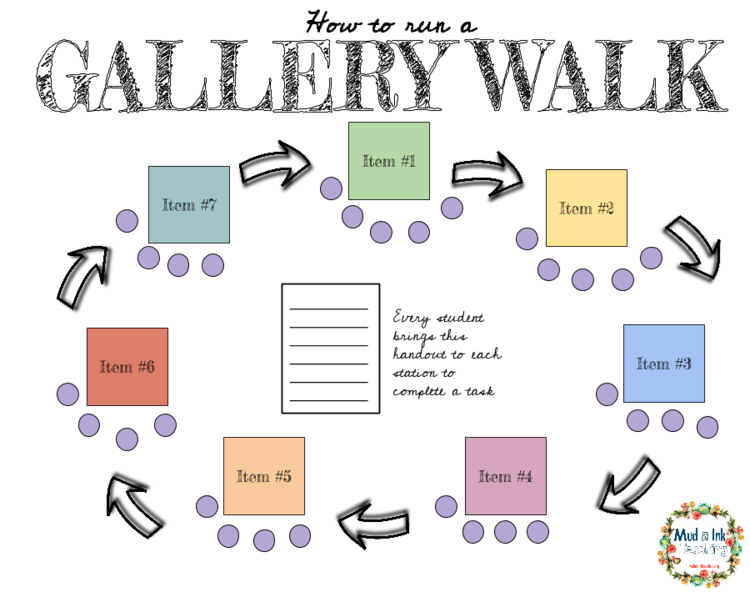 How to run a
GALLERY WALK
Item #1
Item #2
Item #3
Item #4
Item #5
Item #6
Item #7
Every student
brings this
handout to each
station to
complete a task
Mud & Ink
Teaching